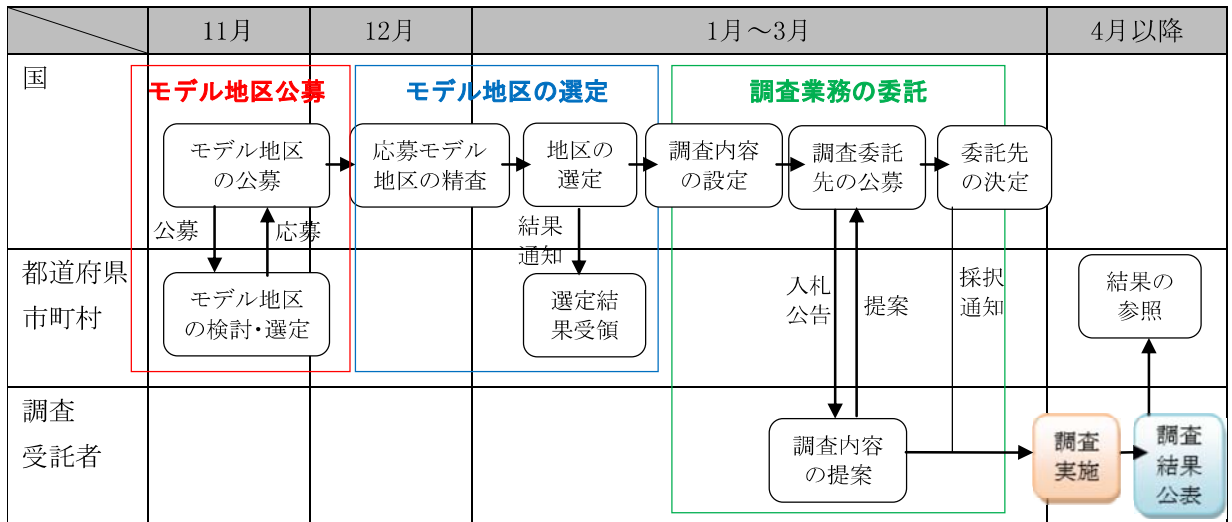 11月
12月
1月～3月
4月以降
国
モデル地区公募
モデル地区の選定
調査業務の委託
モデル地区
の公募
応募モデル
地区の精査
地区の
選定
調査内容
の設定
調査委託
先の公募
委託先
の決定
公募
応募
結果
通知
都道府県
市町村
モデル地区
の検討・選定
選定結
果受領
入札
公告
提案
採択
通知
結果の
参照
調査
受託者
調査内容
の提案
調査
実施
調査
結果
公表